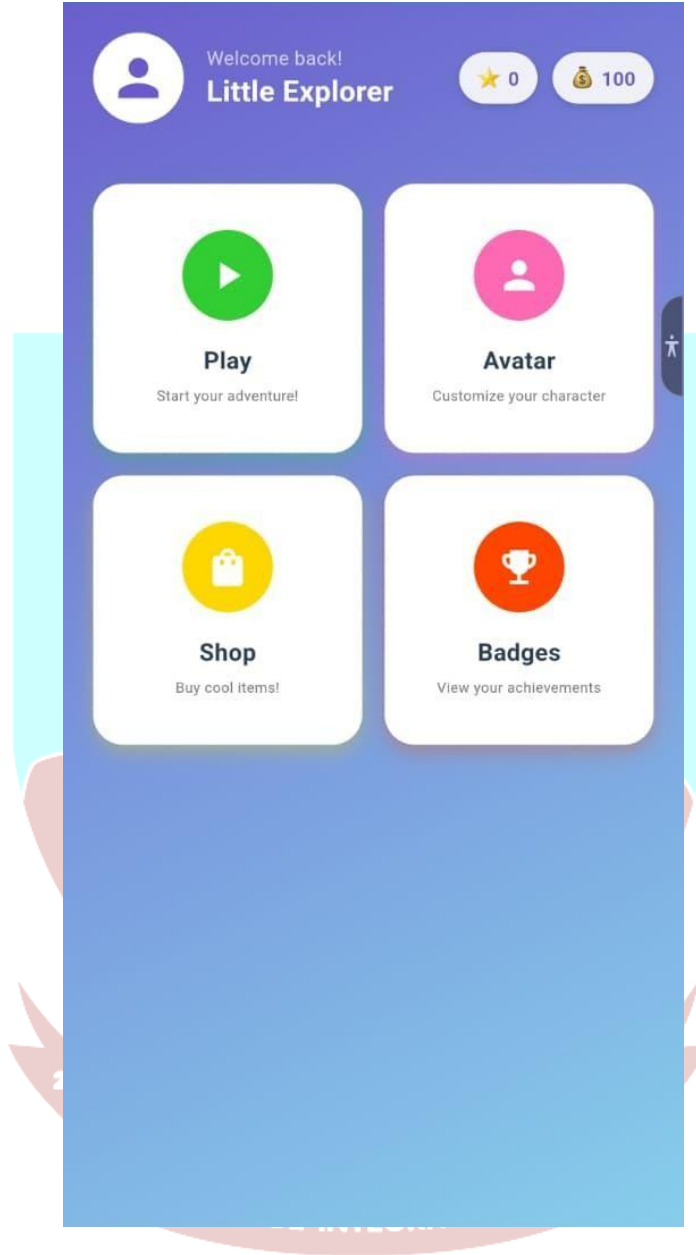 Welcome back!
Little Explorer
0
100
Play
Start your adventure!
Avatar
Customize your character
Shop
Buy cool items!
Badges
View your achievements